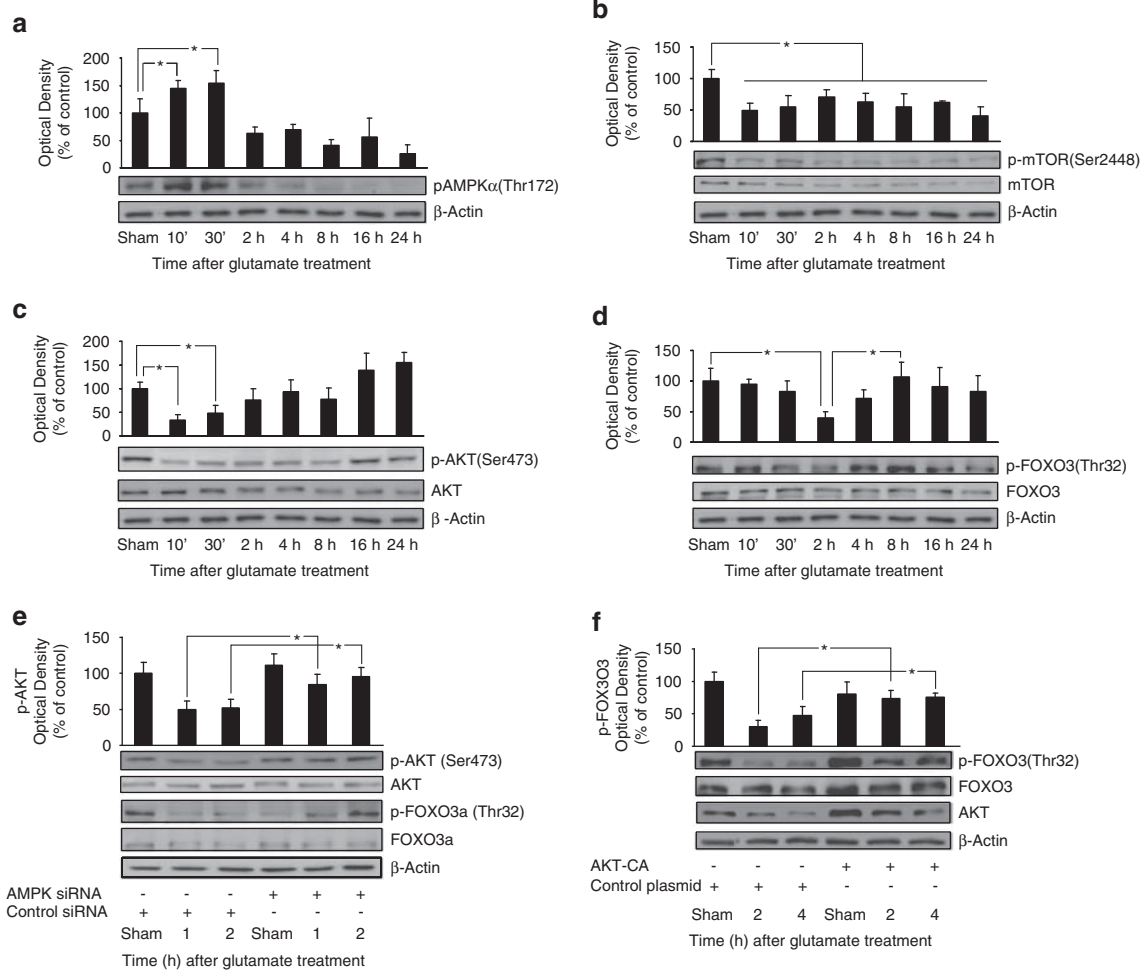 a
Optical Density
(% of control)
200
150
100
50
0
* *
pAMPKα(Thr172)
β-Actin
Sham 10' 30' 2 h 4 h 8 h 16 h 24 h
Time after glutamate treatment
b
Optical Density
(% of control)
150
100
50
0
*
p-mTOR(Ser2448)
mTOR
β-Actin
Sham 10' 30' 2 h 4 h 8 h 16 h 24 h
Time after glutamate treatment
c
Optical Density
(% of control)
200
150
100
50
0
* *
p-AKT(Ser473)
AKT
β -Actin
Sham 10' 30' 2 h 4 h 8 h 16 h 24 h
Time after glutamate treatment
d
Optical Density
(% of control)
150
100
50
0
* *
p-FOXO3(Thr32)
FOXO3
β-Actin
Sham 10' 30' 2 h 4 h 8 h 16 h 24 h
Time after glutamate treatment
e
p-AKT
Optical Density
(% of control)
150
100
50
0
* *
p-AKT (Ser473)
AKT
p-FOXO3a (Thr32)
FOXO3a
β-Actin
AMPK siRNA - - - + + +
Control siRNA + + + - - -
Sham 1 2 Sham 1 2
Time (h) after glutamate treatment
f
p-FOX3O3
Optical Density
(% of control)
150
100
50
0
* *
p-FOXO3(Thr32)
FOXO3
AKT
β-Actin
AKT-CA - - - + + +
Control plasmid + + + - - -
Sham 2 4 Sham 2 4
Time (h) after glutamate treatment